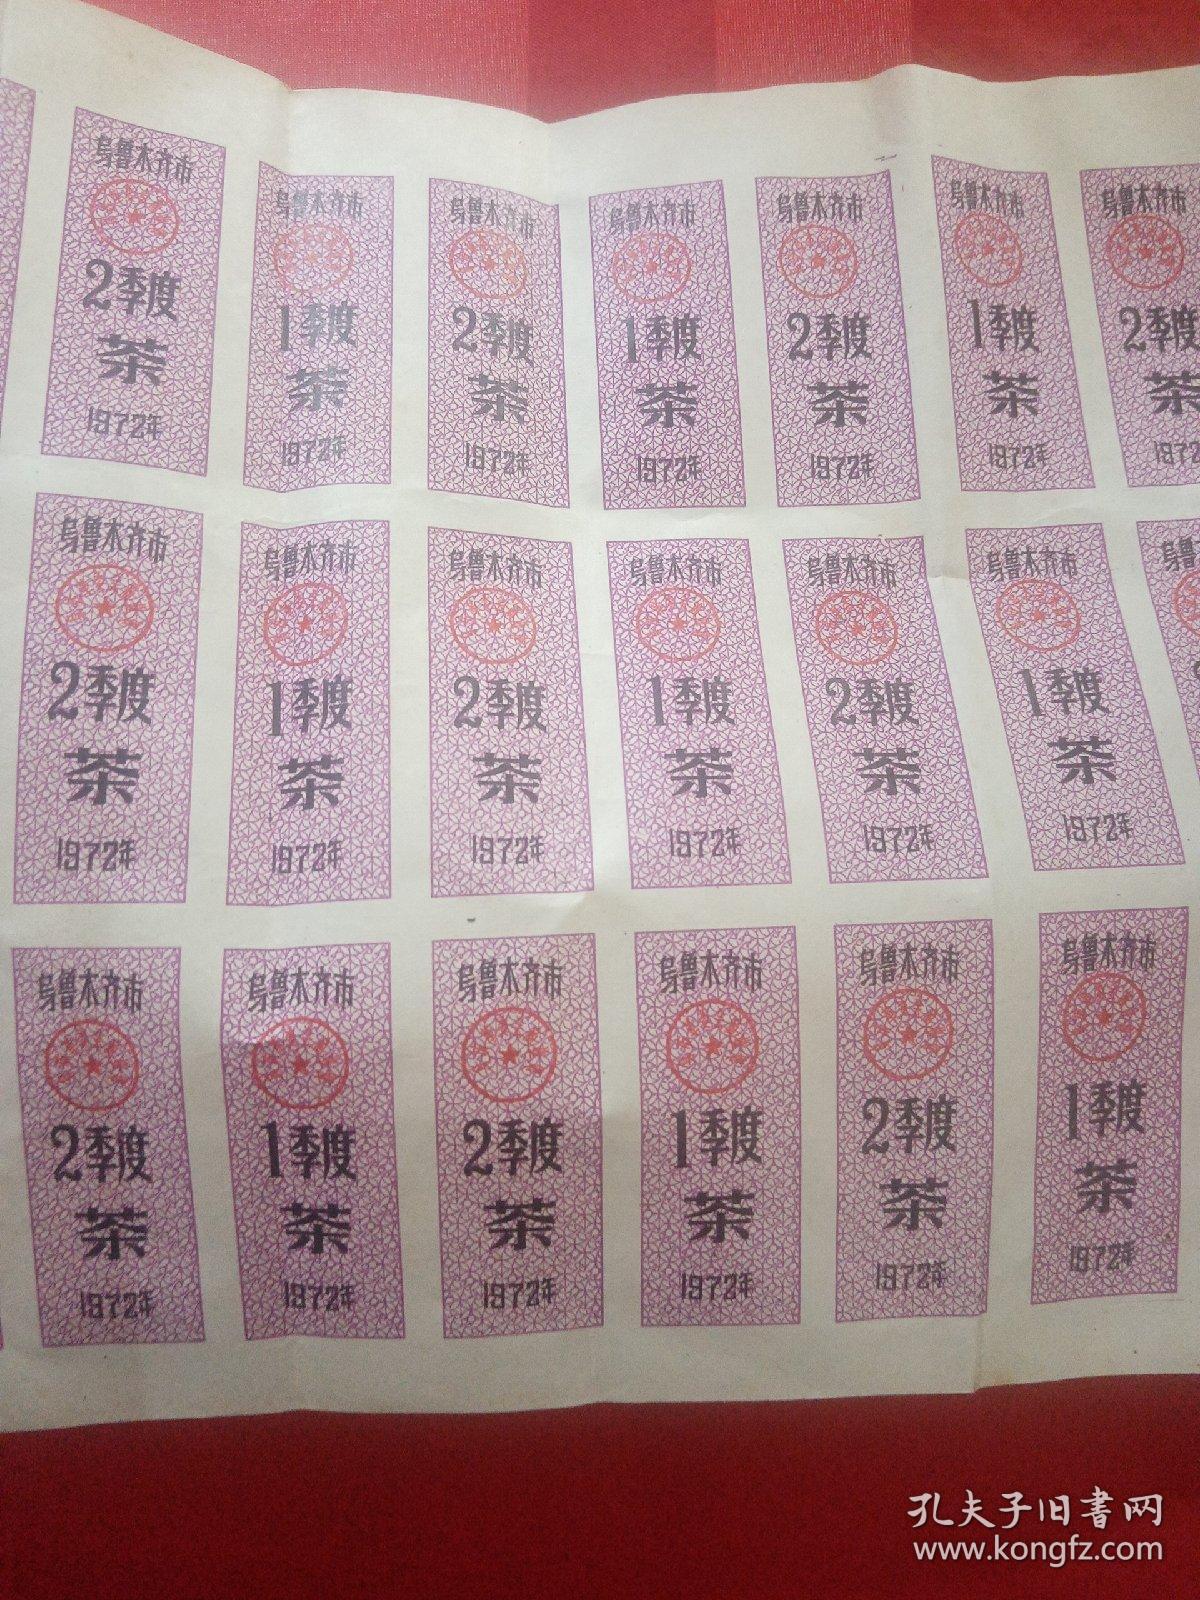 乌鲁木齐市
2季度
茶
1972年
乌鲁木齐市
1季度
茶
1972年
乌鲁木齐市
2季度
茶
1972年
乌鲁木齐市
1季度
茶
1972年
乌鲁木齐市
2季度
茶
1972年
乌鲁木齐市
1季度
茶
1972年
乌鲁木齐市
2季度
茶
1972
乌鲁木齐市
2季度
茶
1972年
乌鲁木齐市
1季度
茶
1972年
乌鲁木齐市
2季度
茶
1972年
乌鲁木齐市
1季度
茶
1972年
乌鲁木齐市
2季度
茶
1972年
乌鲁木齐市
1季度
茶
1972年
乌鲁
乌鲁木齐市
2季度
茶
1972年
乌鲁木齐市
1季度
茶
1972年
乌鲁木齐市
2季度
茶
1972年
乌鲁木齐市
1季度
茶
1972年
乌鲁木齐市
2季度
茶
1972年
乌鲁木齐市
1季度
茶
1972年
孔夫子旧书网
www.kongfz.com